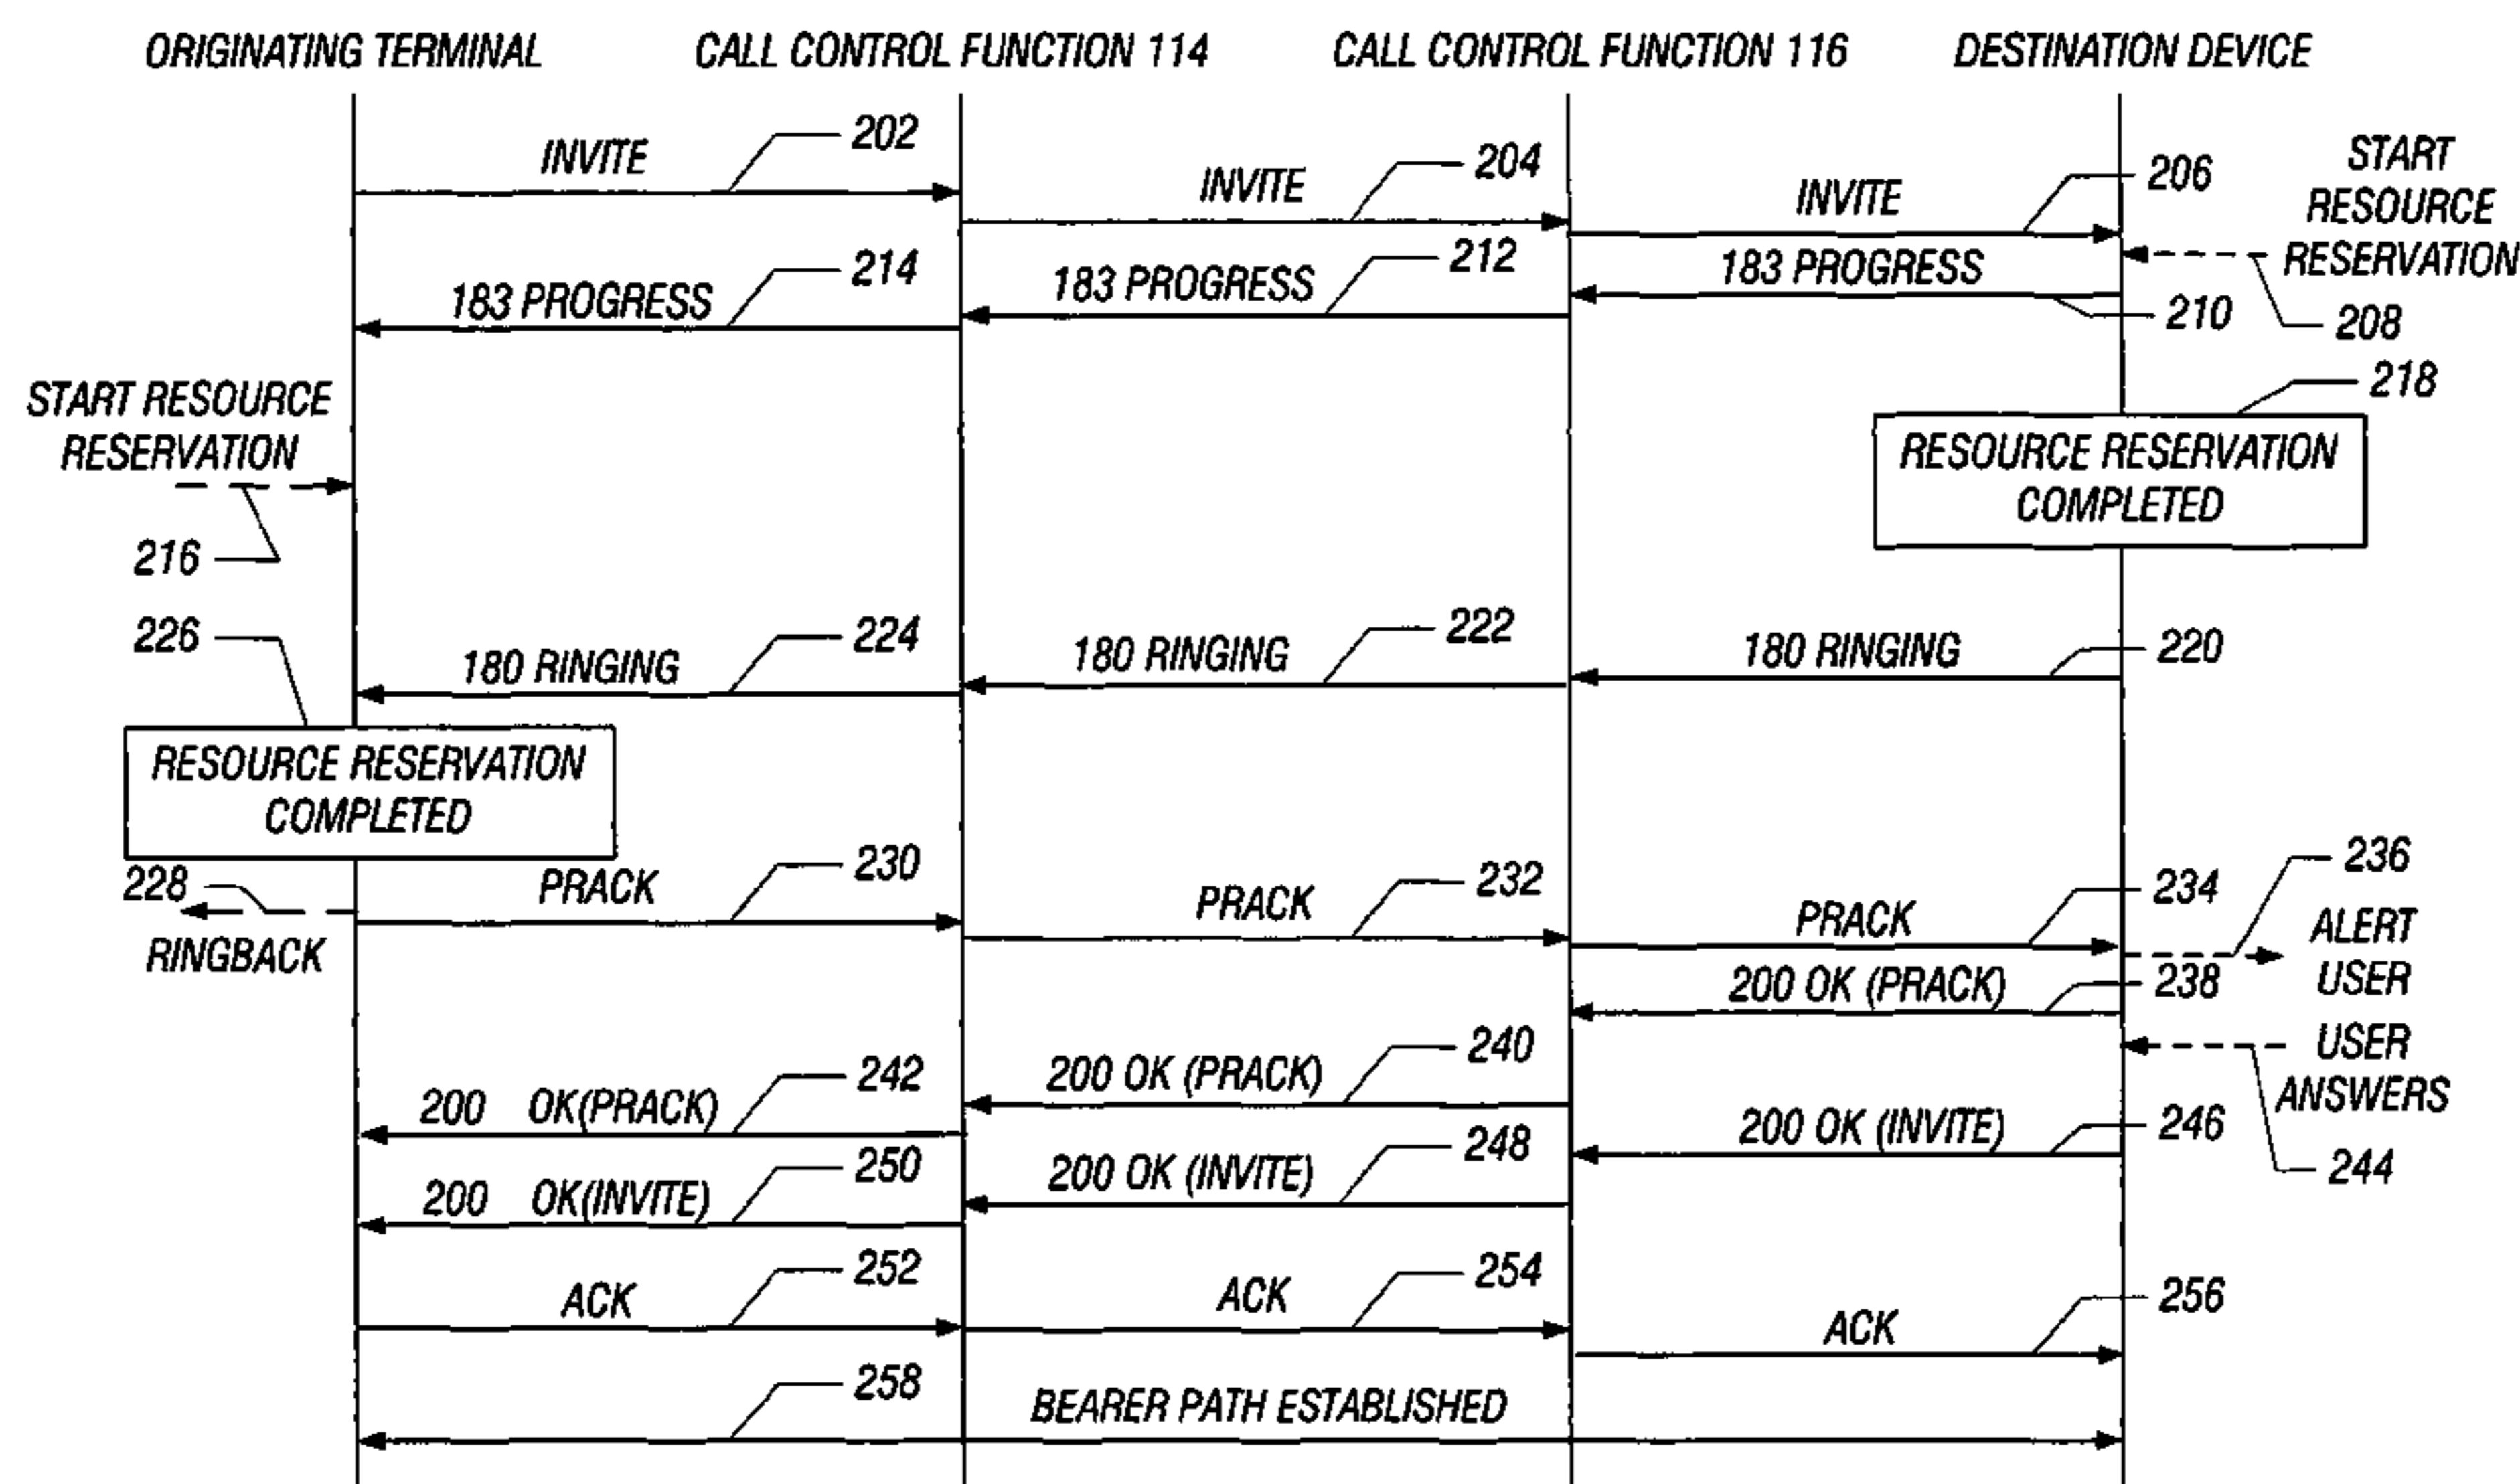 ORIGINATING TERMINAL
CALL CONTROL FUNCTION 114
CALL CONTROL FUNCTION 116
DESTINATION DEVICE
INVITE
202
INVITE
204
INVITE
206
START
RESOURCE
RESERVATION
208
183 PROGRESS
210
183 PROGRESS
212
183 PROGRESS
214
START RESOURCE
RESERVATION
216
218
RESOURCE RESERVATION
COMPLETED
180 RINGING
220
180 RINGING
222
180 RINGING
224
226
RESOURCE RESERVATION
COMPLETED
228
RINGBACK
PRACK
230
PRACK
232
PRACK
234
236
ALERT
USER
200 OK (PRACK)
238
200 OK (PRACK)
240
200 OK(PRACK)
242
USER
ANSWERS
244
200 OK (INVITE)
246
200 OK (INVITE)
248
200 OK(INVITE)
250
ACK
252
ACK
254
ACK
256
258
BEARER PATH ESTABLISHED